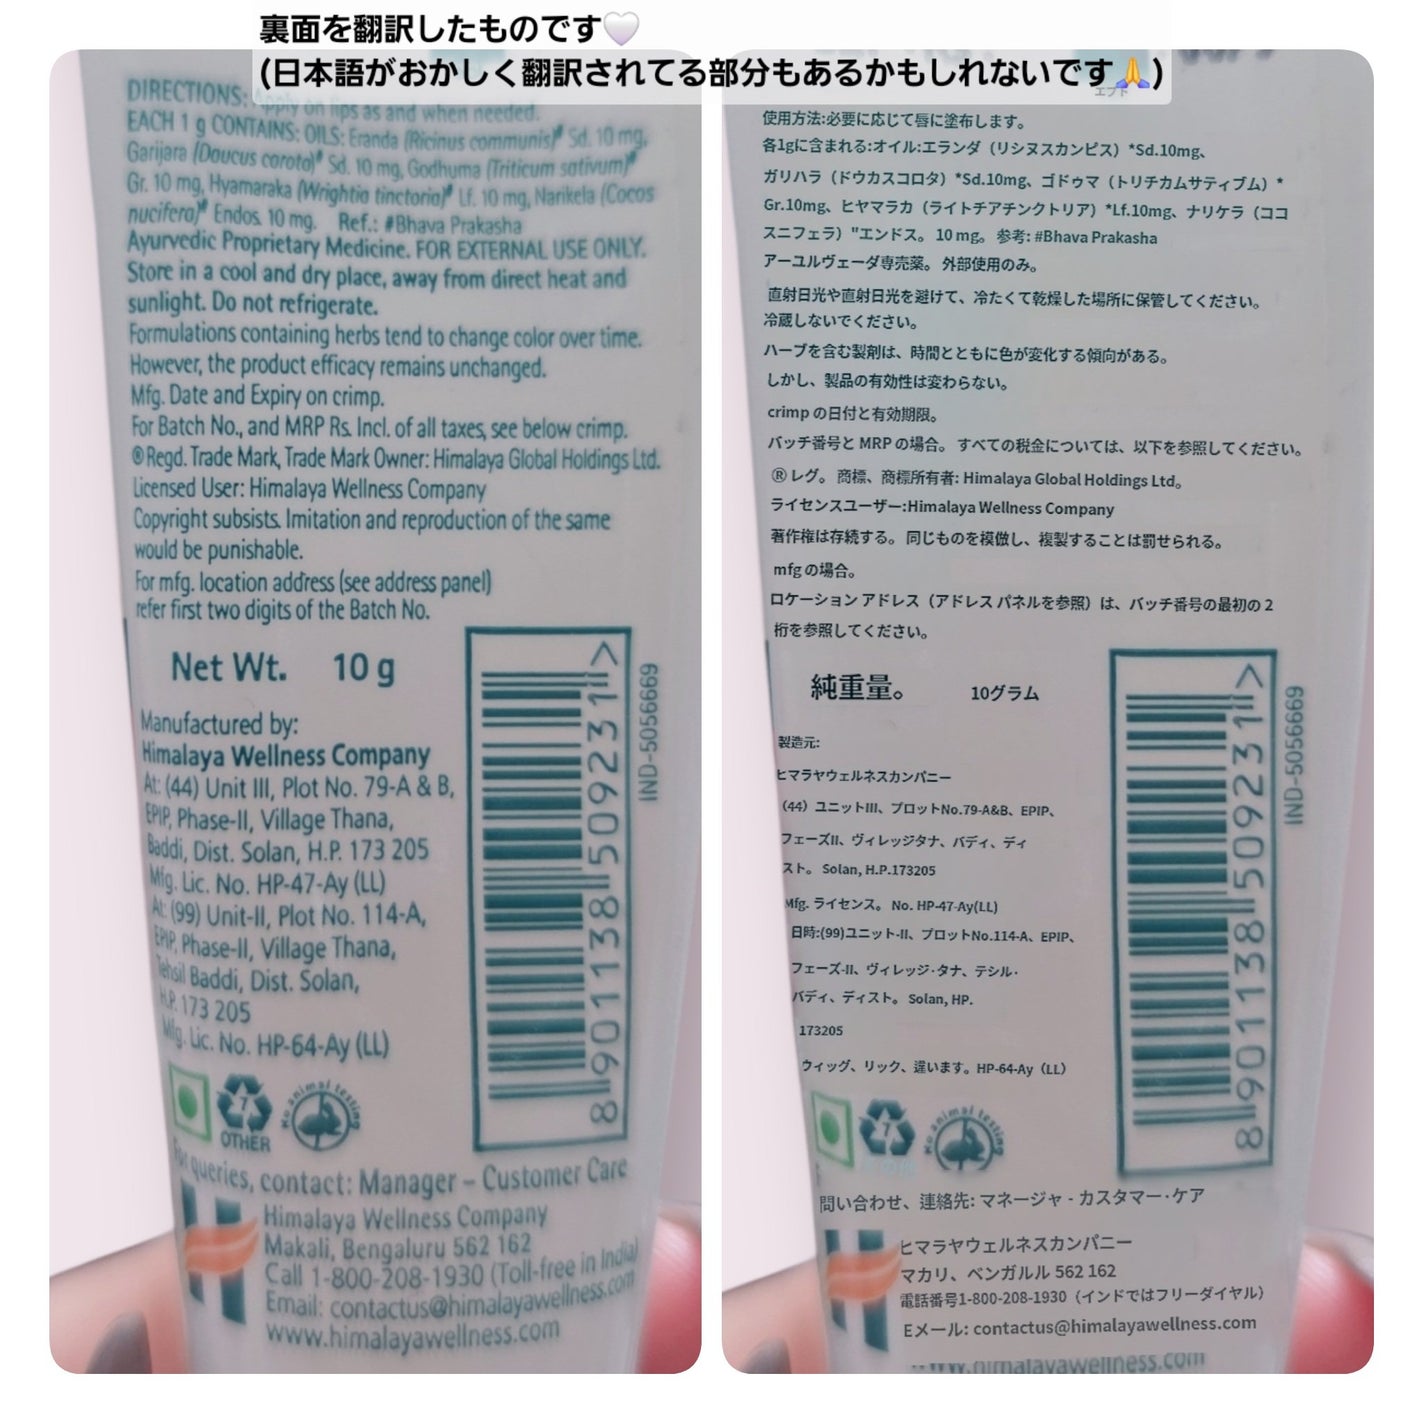 裏面を翻訳したものです🤍
(日本語がおかしく翻訳されてる部分もあるかもしれないです🙏)
DIRECTIONS: Apply on lips as and when needed.
EACH 1 g CONTAINS: OILS: Eranda (Ricinus communis)# Sd. 10 mg,
Garijara (Daucus carota)# Sd. 10 mg, Godhuma (Triticum sativum)#
Gr. 10 mg, Hyamaraka (Wrightia tinctoria)# Lf. 10 mg, Narikela (Cocos
nucifera)# Endos. 10 mg. Ref.: #Bhava Prakasha
Ayurvedic Proprietary Medicine. FOR EXTERNAL USE ONLY.
Store in a cool and dry place, away from direct heat and
sunlight. Do not refrigerate.
Formulations containing herbs tend to change color over time.
However, the product efficacy remains unchanged.
Mfg. Date and Expiry on crimp.
For Batch No., and MRP Rs. Incl. of all taxes, see below crimp.
®Regd. Trade Mark, Trade Mark Owner: Himalaya Global Holdings Ltd.
Licensed User: Himalaya Wellness Company
Copyright subsists. Imitation and reproduction of the same
would be punishable.
For mfg. location address (see address panel)
refer first two digits of the Batch No.
Net Wt. 10 g
Manufactured by:
Himalaya Wellness Company
At: (44) Unit III, Plot No. 79-A & B,
EPIP, Phase-II, Village Thana,
Baddi, Dist. Solan, H.P. 173 205
Mfg. Lic. No. HP-47-Ay (LL)
At: (99) Unit-II, Plot No. 114-A,
EPIP, Phase-II, Village Thana,
Tehsil Baddi, Dist. Solan,
H.P. 173 205
Mfg. Lic. No. HP-64-Ay (LL)
8901138509231>
IND-5056669
7
OTHER
No animal testing
For queries, contact: Manager – Customer Care
Himalaya Wellness Company
Makali, Bengaluru 562 162
Call 1-800-208-1930 (Toll-free in India)
Email: contactus@himalayawellness.com
www.himalayawellness.com
エプト
使用方法:必要に応じて唇に塗布します。
各1gに含まれる:オイル:エランダ（リシヌスカンピス）*Sd.10mg、
ガリハラ（ドウカスコロタ）*Sd.10mg、ゴドゥマ（トリチカムサティブム）*
Gr.10mg、ヒヤマラカ（ライトチアチンクトリア）*Lf.10mg、ナリケラ（ココ
スニフェラ）"エンドス。 10 mg。 参考: #Bhava Prakasha
アーユルヴェーダ専売薬。 外部使用のみ。
直射日光や直射日光を避けて、冷たくて乾燥した場所に保管してください。
冷蔵しないでください。
ハーブを含む製剤は、時間とともに色が変化する傾向がある。
しかし、製品の有効性は変わらない。
crimp の日付と有効期限。
バッチ番号と MRP の場合。 すべての税金については、以下を参照してください。
®レグ。 商標、商標所有者: Himalaya Global Holdings Ltd。
ライセンスユーザー:Himalaya Wellness Company
著作権は存続する。 同じものを模倣し、複製することは罰せられる。
mfg の場合。
ロケーション アドレス（アドレス パネルを参照）は、バッチ番号の最初の 2
桁を参照してください。
純重量。 10グラム
製造元:
ヒマラヤウェルネスカンパニー
（44）ユニットIII、プロットNo.79-A&B、EPIP、
フェーズII、ヴィレッジタナ、バディ、ディ
スト。 Solan, H.P.173205
Mfg. ライセンス。 No. HP-47-Ay(LL)
日時:(99)ユニット-II、プロットNo.114-A、EPIP、
フェーズ-II、ヴィレッジ・タナ、テシル・
バディ、ディスト。 Solan, HP.
173205
ウィッグ、リック、違います。HP-64-Ay（LL）
8901138509231>
IND-5056669
7
No animal testing
問い合わせ、連絡先: マネージャ - カスタマー・ケア
ヒマラヤウェルネスカンパニー
マカリ、ベンガルル 562 162
電話番号1-800-208-1930（インドではフリーダイヤル）
Eメール: contactus@himalayawellness.com
www.himalayawellness.com